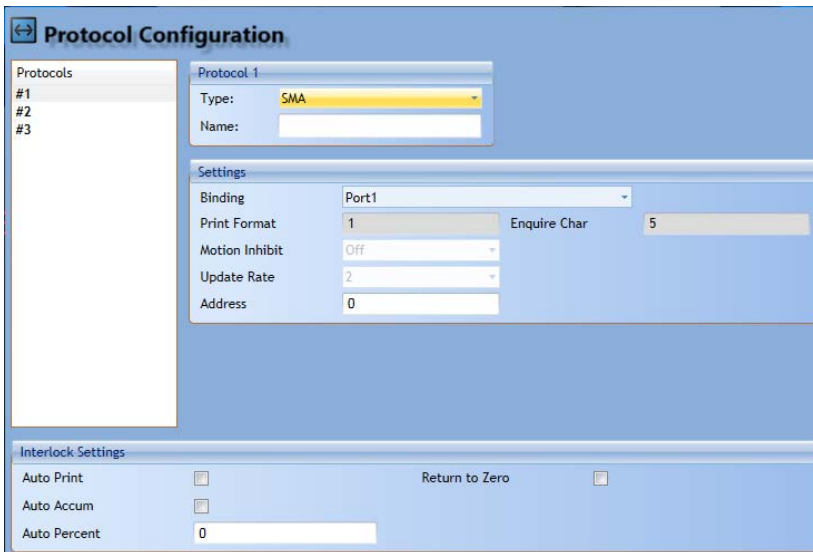 Protocol Configuration
Protocols
#1
#2
#3
Protocol 1
Type: SMA
Name:
Settings
Binding Port1
Print Format 1 Enquire Char 5
Motion Inhibit Off
Update Rate 2
Address 0
Interlock Settings
Auto Print Return to Zero
Auto Accum
Auto Percent 0